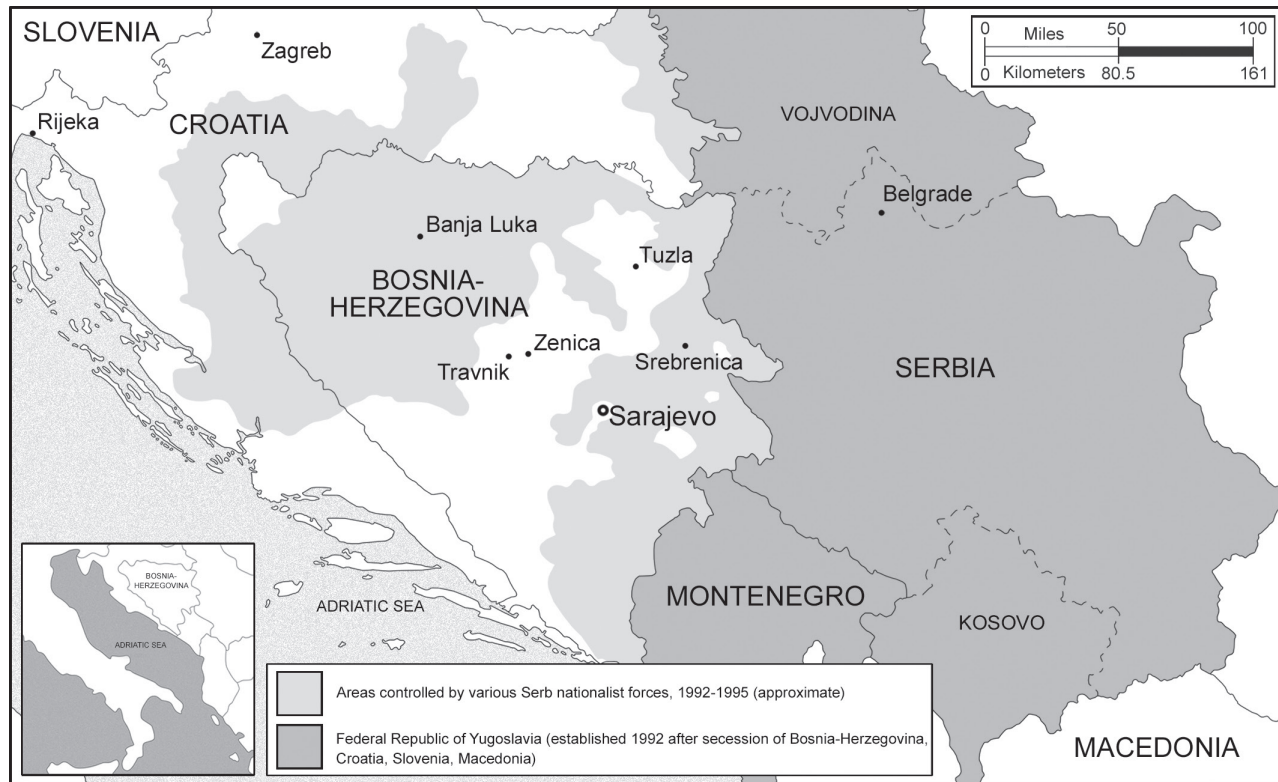 SLOVENIA
Zagreb
0 Miles 50 100
0 Kilometers 80.5 161
Rijeka
CROATIA
VOJVODINA
Belgrade
Banja Luka
Tuzla
BOSNIA-
HERZEGOVINA
Zenica
Travnik
Srebrenica
SERBIA
Sarajevo
MONTENEGRO
KOSOVO
ADRIATIC SEA
BOSNIA-
HERZEGOVINA
ADRIATIC SEA
Areas controlled by various Serb nationalist forces, 1992-1995 (approximate)
Federal Republic of Yugoslavia (established 1992 after secession of Bosnia-Herzegovina,
Croatia, Slovenia, Macedonia)
MACEDONIA